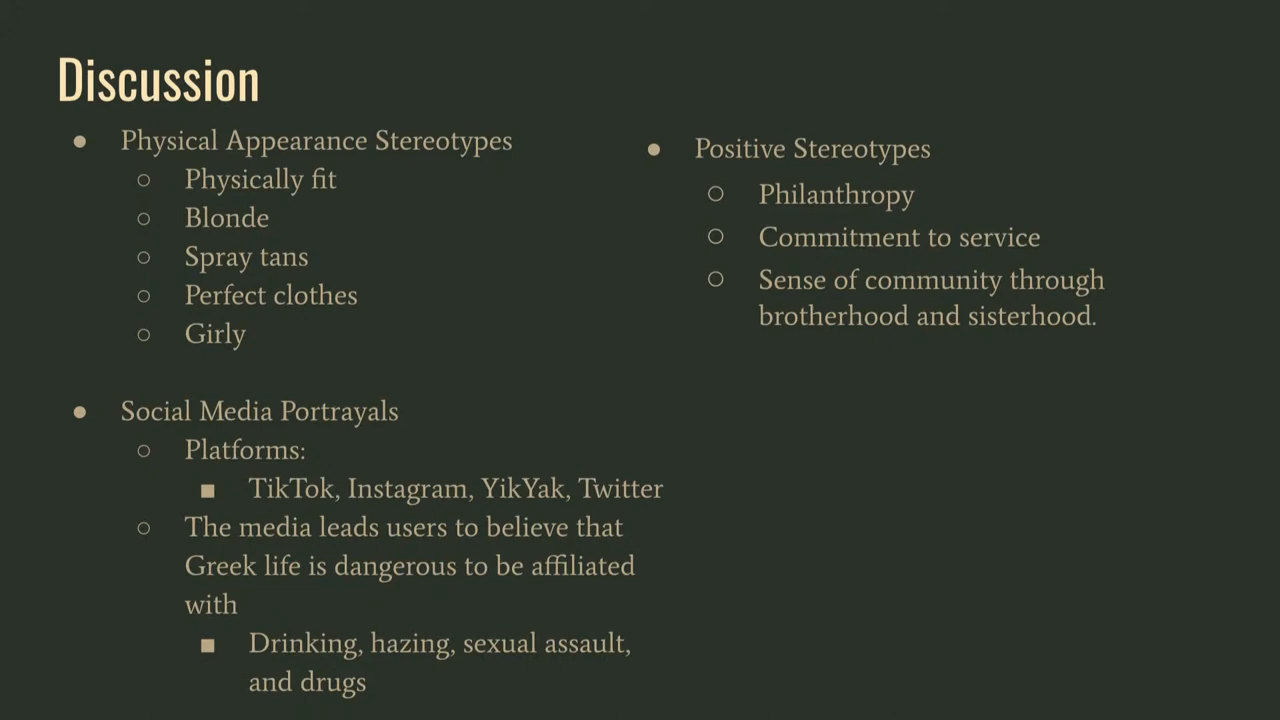 Discussion
● Physical Appearance Stereotypes
○ Physically fit
○ Blonde
○ Spray tans
○ Perfect clothes
○ Girly
● Social Media Portrayals
○ Platforms:
■ TikTok, Instagram, YikYak, Twitter
○ The media leads users to believe that
Greek life is dangerous to be affiliated
with
■ Drinking, hazing, sexual assault,
and drugs
● Positive Stereotypes
○ Philanthropy
○ Commitment to service
○ Sense of community through
brotherhood and sisterhood.